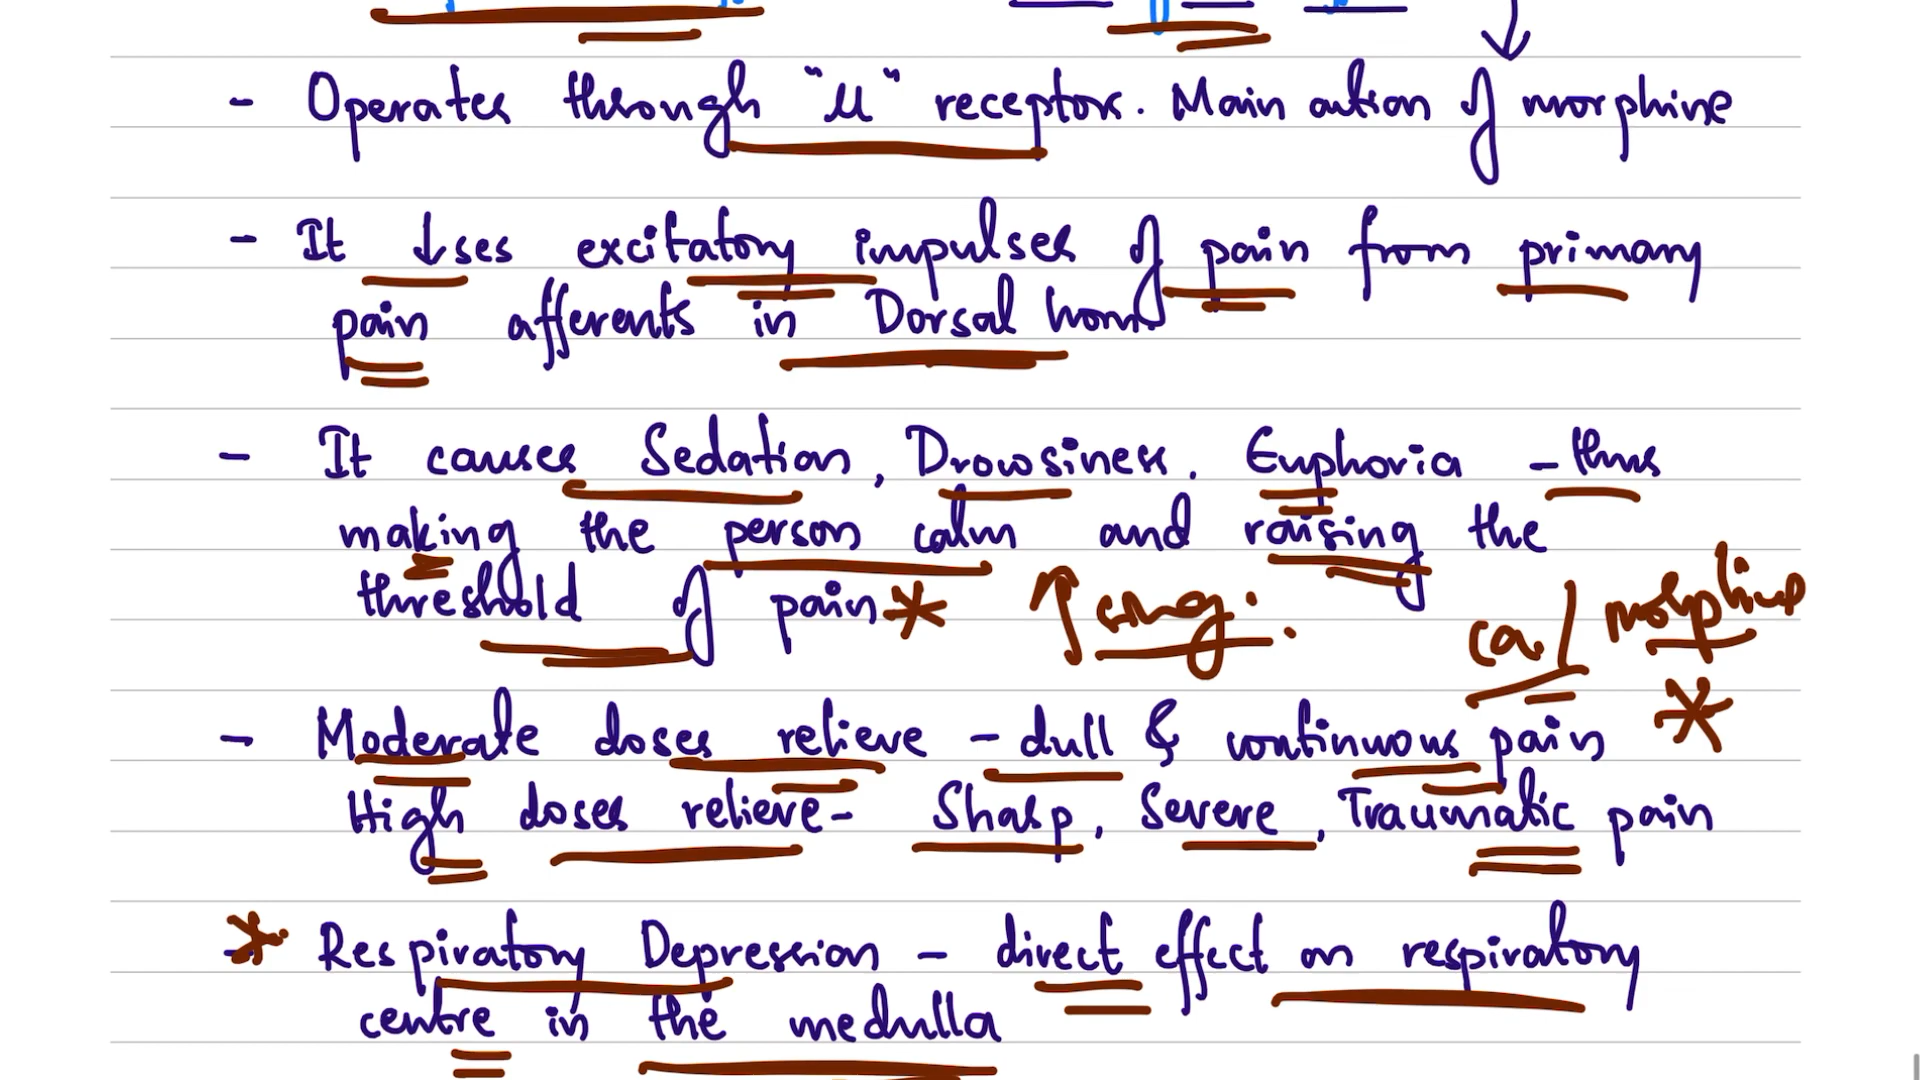 - Operates through "μ" receptors. Main action of morphine
- It ↓ses excitatory impulses of pain from primary
pain afferents in Dorsal horn
- It causes Sedation, Drowsiness. Euphoria - thus
making the person calm and raising the
threshold of pain *
ca / morphine
*
- Moderate doses relieve - dull & continuous pain
High doses relieve - Sharp, Severe, Traumatic pain
* - Respiratory Depression - direct effect on respiratory
centre in the medulla